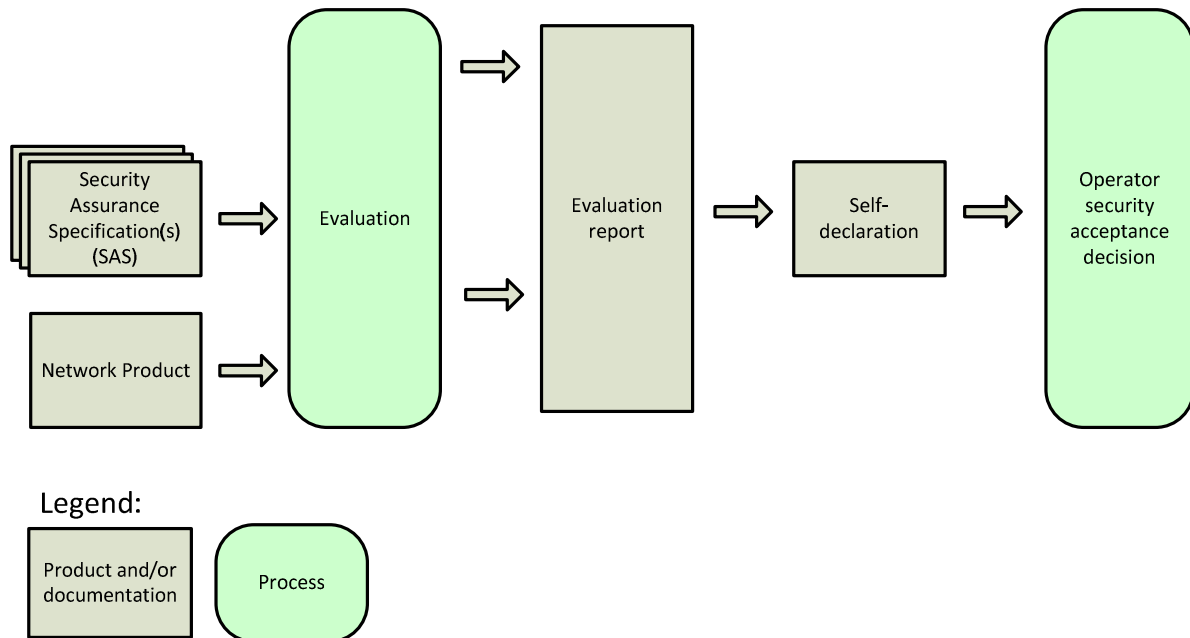 Security
Assurance
Specification(s)
(SAS)
Network Product
Evaluation
Evaluation
report
Self-
declaration
Operator
security
acceptance
decision
Legend:
Product and/or
documentation
Process